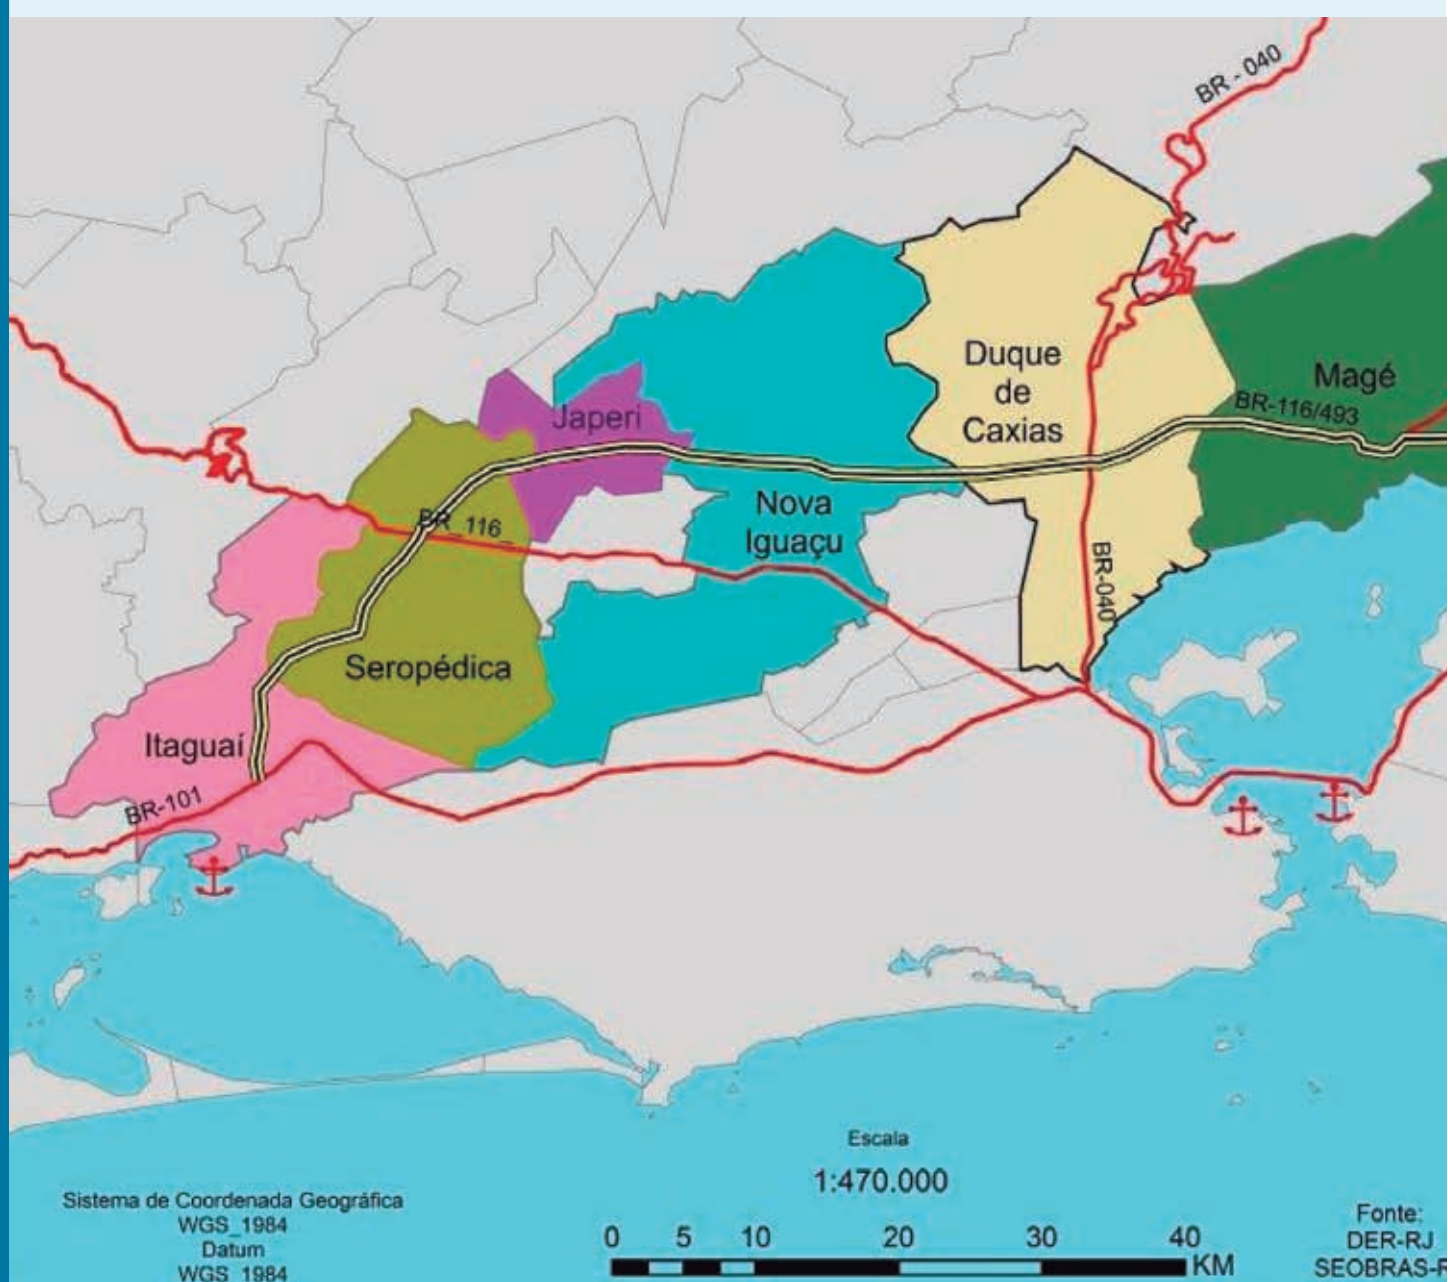 BR - 040
Duque
de
Caxias
Magé
BR-116/493
Japeri
Nova
Iguaçu
BR_116_
BR-040
Seropédica
Itaguaí
BR-101
Escala
1:470.000
Sistema de Coordenada Geográfica
WGS_1984
Datum
WGS_1984
0 5 10 20 30 40
KM
Fonte:
DER-RJ
SEOBRAS-R